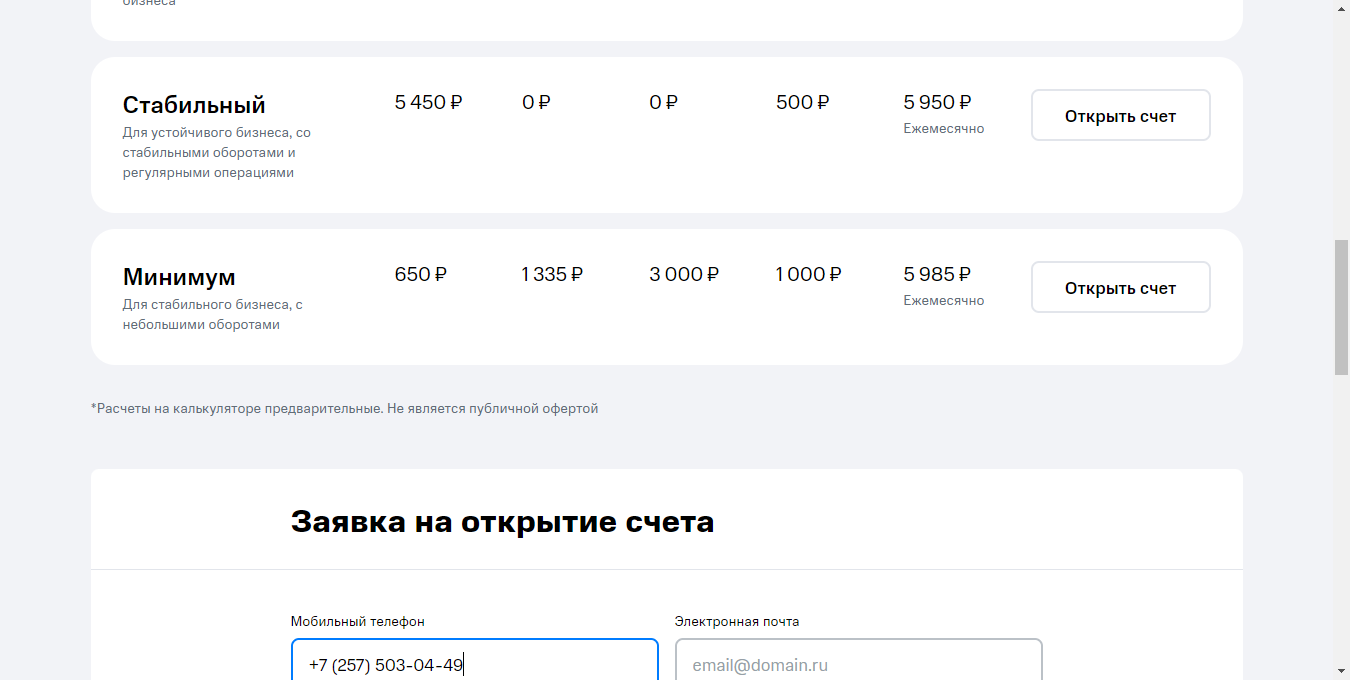 бизнеса
Стабильный
5 450 ₽
0 ₽
0 ₽
500 ₽
5 950 ₽
Открыть счет
Для устойчивого бизнеса, со
Ежемесячно
стабильными оборотами и
регулярными операциями
Минимум
650 ₽
1 335 ₽
3 000 ₽
1 000 ₽
5 985 ₽
Открыть счет
Для стабильного бизнеса, с
Ежемесячно
небольшими оборотами
*Расчеты на калькуляторе предварительные. Не является публичной офертой
Заявка на открытие счета
Мобильный телефон
Электронная почта
+7 (257) 503-04-49
email@domain.ru